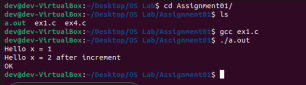 dev@dev-VirtualBox:~/Desktop/OS Lab$ cd Assignment01/
dev@dev-VirtualBox:~/Desktop/OS Lab/Assignment01$ ls
a.out ex1.c ex4.c
dev@dev-VirtualBox:~/Desktop/OS Lab/Assignment01$ gcc ex1.c
dev@dev-VirtualBox:~/Desktop/OS Lab/Assignment01$ ./a.out
Hello x = 1
Hello x = 2 after increment
OK
dev@dev-VirtualBox:~/Desktop/OS Lab/Assignment01$